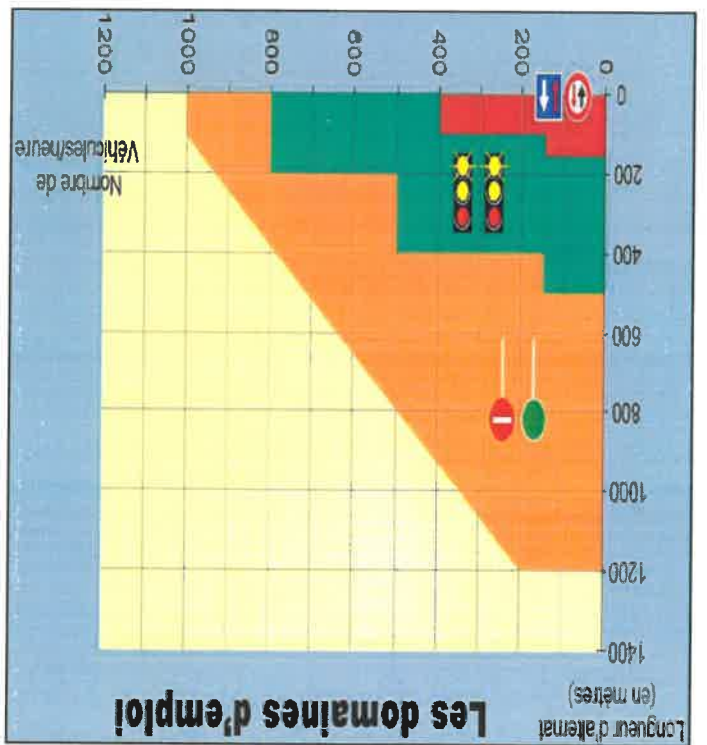 Longueur d'alternat
(en mètres)
Les domaines d'emploi
1400
1200
1000
800
600
400
200
0
Nombre de
Véhicules/heure
0 200 400 600 800 1000 1200